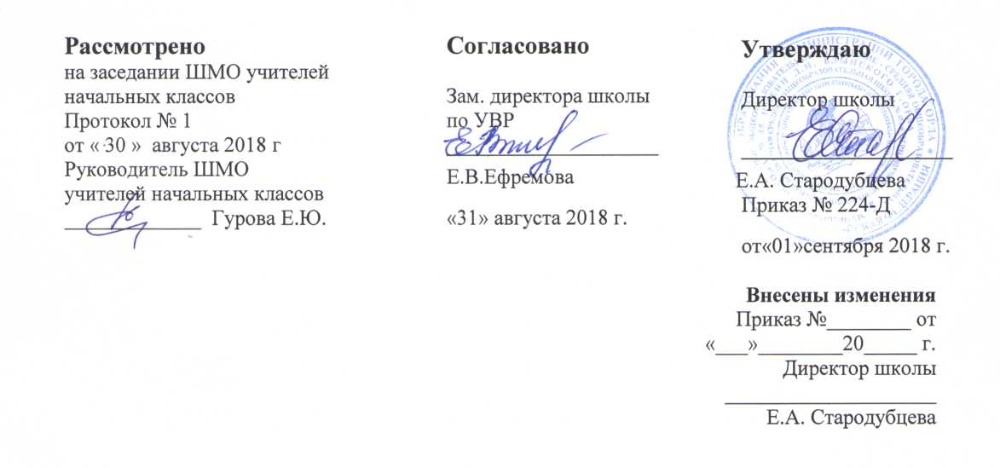 Рассмотрено
на заседании ШМО учителей
начальных классов
Протокол № 1
от « 30 »  августа 2018 г
Руководитель ШМО
учителей начальных классов
_______________ Гурова Е.Ю.
Согласовано
Зам. директора школы
по УВР
____________________
Е.В.Ефремова
«31» августа 2018 г.
Утверждаю
Директор школы
____________________
Е.А. Стародубцева
Приказ № 224-Д
от«01»сентября 2018 г.
Внесены изменения
Приказ №________ от
«___»________20_____ г.
Директор школы
____________________
Е.А. Стародубцева